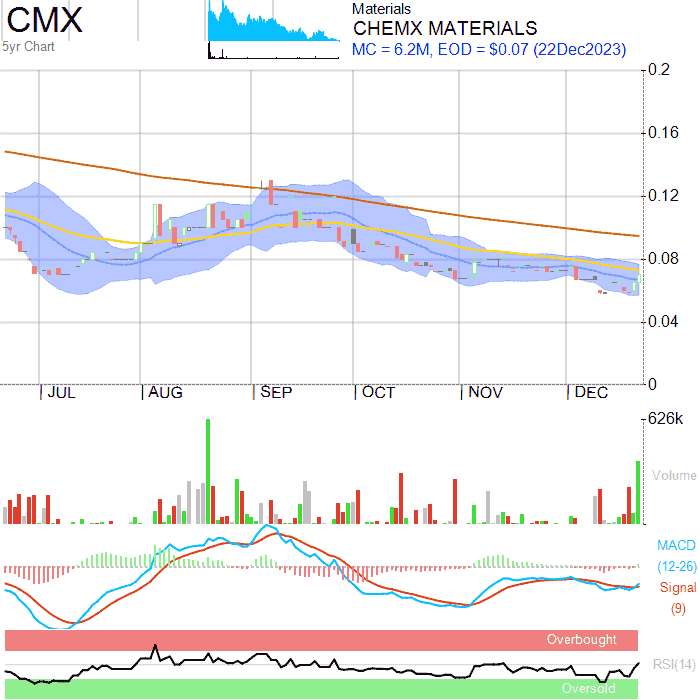 CMX
5yr Chart
Materials
CHEMX MATERIALS
MC = 6.2M, EOD = $0.07 (22Dec2023)
0.2
0.16
0.12
0.08
0.04
0
JUL AUG SEP OCT NOV DEC
626k
Volume
MACD
(12-26)
Signal
(9)
Overbought
RSI(14)
Oversold